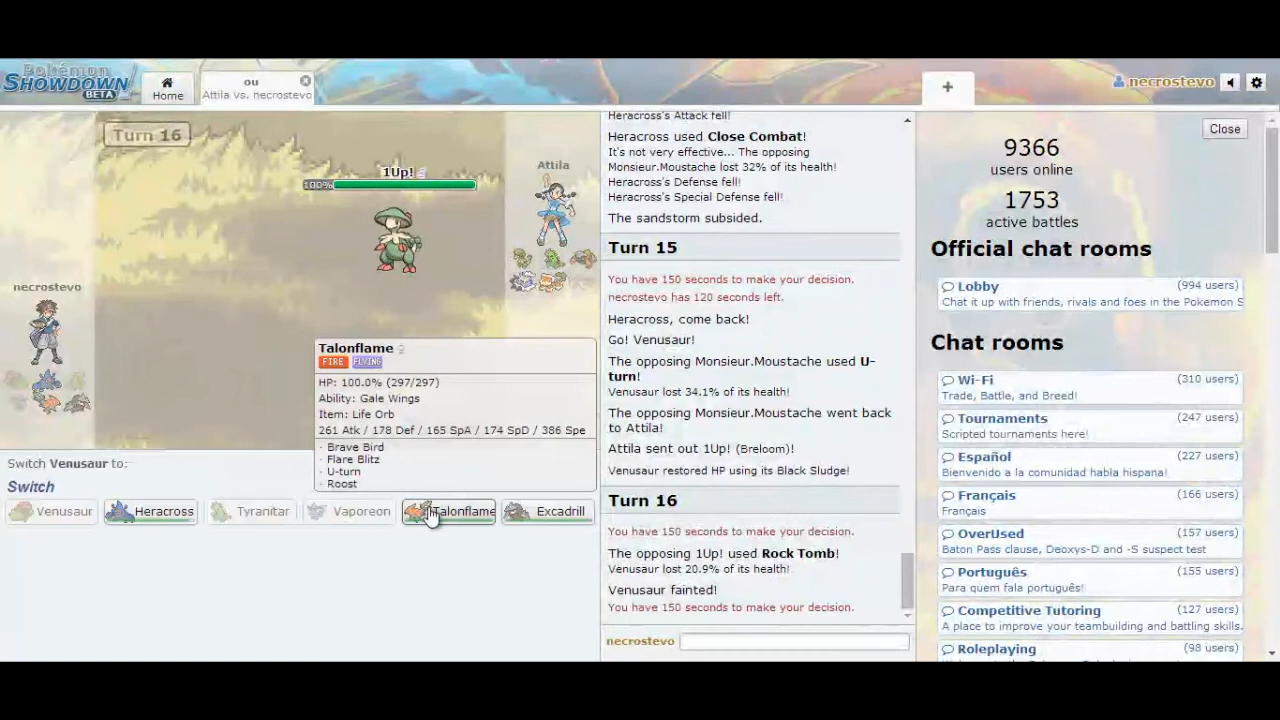 Pokémon
SHOWDOWN
BETA
Home
ou
Attila vs. necrostevo
+
necrostevo
Turn 16
1Up!
100%
Attila
necrostevo
Talonflame
FIRE FLYING
HP: 100.0% (297/297)
Ability: Gale Wings
Item: Life Orb
261 Atk / 178 Def / 165 SpA / 174 SpD / 386 Spe
· Brave Bird
· Flare Blitz
· U-turn
· Roost
Switch Venusaur to:
Switch
Venusaur
Heracross
Tyranitar
Vaporeon
Talonflame
Excadrill
Heracross's Attack fell!
Heracross used Close Combat!
It's not very effective... The opposing
Monsieur.Moustache lost 32% of its health!
Heracross's Defense fell!
Heracross's Special Defense fell!
The sandstorm subsided.
Turn 15
You have 150 seconds to make your decision.
necrostevo has 120 seconds left.
Heracross, come back!
Go! Venusaur!
The opposing Monsieur.Moustache used U-
turn!
Venusaur lost 34.1% of its health!
The opposing Monsieur.Moustache went back
to Attila!
Attila sent out 1Up! (Breloom)!
Venusaur restored HP using its Black Sludge!
Turn 16
You have 150 seconds to make your decision.
The opposing 1Up! used Rock Tomb!
Venusaur lost 20.9% of its health!
Venusaur fainted!
You have 150 seconds to make your decision.
necrostevo
Close
9366
users online
1753
active battles
Official chat rooms
Lobby (994 users)
Chat it up with friends, rivals and foes in the Pokemon S
Chat rooms
Wi-Fi (310 users)
Trade, Battle, and Breed!
Tournaments (247 users)
Scripted tournaments here!
Español (227 users)
Bienvenido a la comunidad habla hispana!
Français (166 users)
Français
OverUsed (157 users)
Baton Pass clause, Deoxys-D and -S suspect test
Português (155 users)
Para quem fala português!
Competitive Tutoring (127 users)
A place to improve your teambuilding and battling skills.
Roleplaying (98 users)